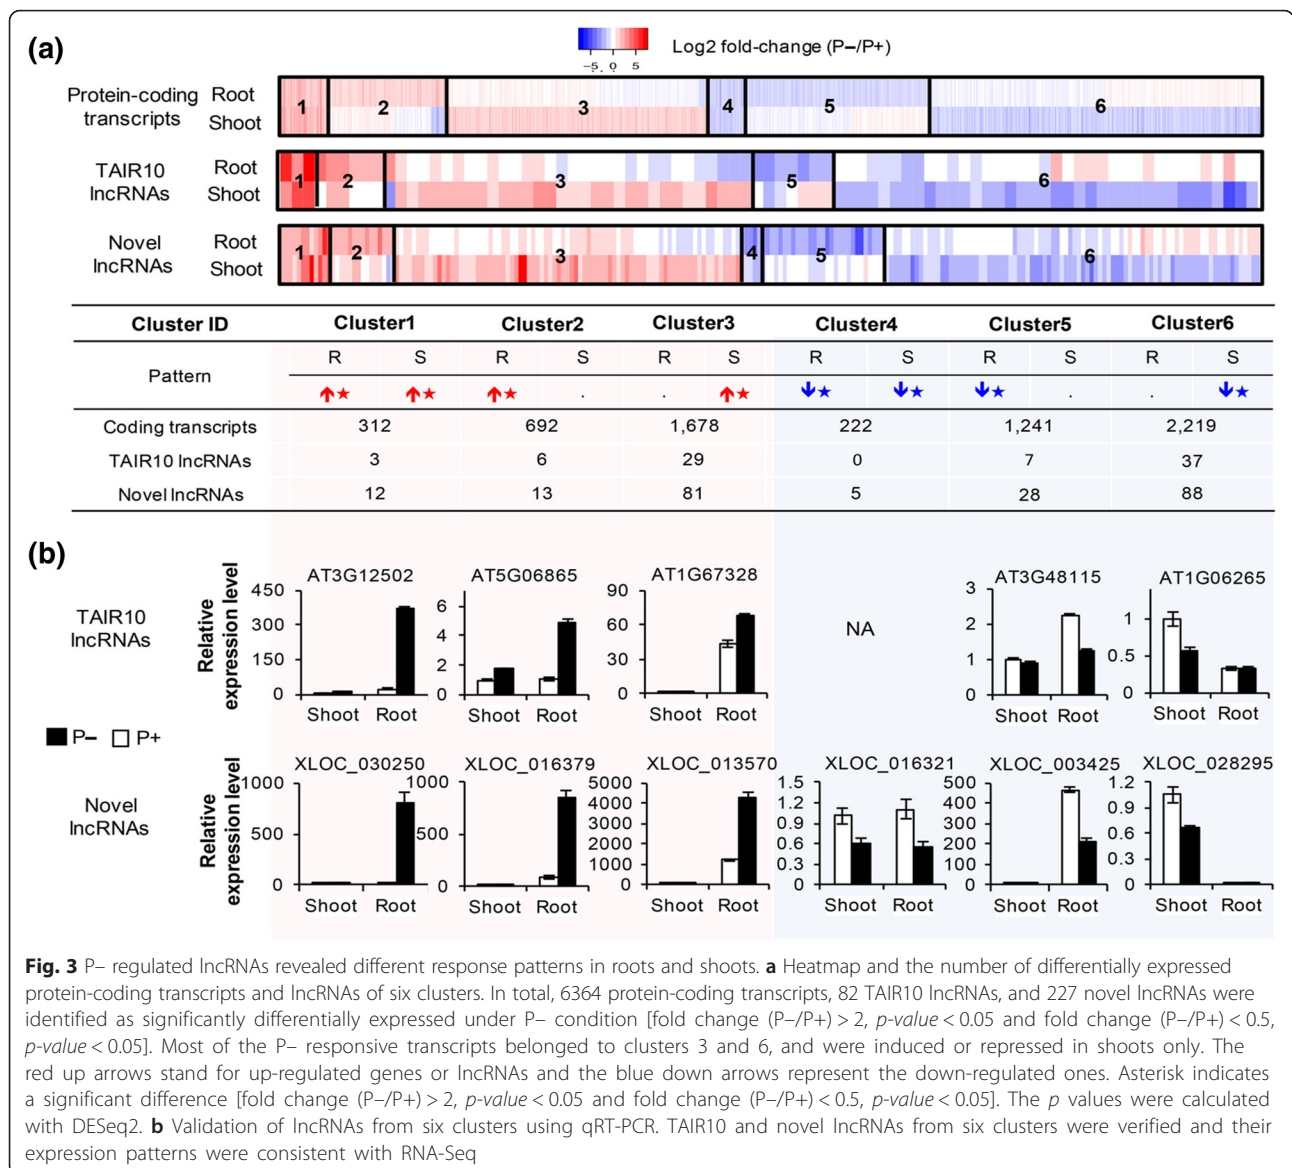 (a)
Log2 fold-change (P−/P+)
−5 . 0 5
Protein-coding transcripts Root Shoot
1 2 3 4 5 6
TAIR10 lncRNAs Root Shoot
1 2 3 5 6
Novel lncRNAs Root Shoot
1 2 3 4 5 6
Cluster ID Cluster1 Cluster2 Cluster3 Cluster4 Cluster5 Cluster6
Pattern R S R S R S R S R S R S
↑★ ↑★ ↑★ . . ↑★ ↓★ ↓★ ↓★ . . ↓★
Coding transcripts 312 692 1,678 222 1,241 2,219
TAIR10 lncRNAs 3 6 29 0 7 37
Novel lncRNAs 12 13 81 5 28 88
(b)
TAIR10 lncRNAs
Relative expression level
AT3G12502
450
300
150
0
Shoot Root
AT5G06865
6
4
2
0
Shoot Root
AT1G67328
90
60
30
0
Shoot Root
NA
AT3G48115
3
2
1
0
Shoot Root
AT1G06265
1
0.5
0
Shoot Root
P− P+
Novel lncRNAs
Relative expression level
XLOC_030250
1000
500
0
Shoot Root
XLOC_016379
1000
500
0
Shoot Root
XLOC_013570
5000
4000
3000
2000
1000
0
Shoot Root
XLOC_016321
1.5
1.2
0.9
0.6
0.3
0
Shoot Root
XLOC_003425
500
400
300
200
100
0
Shoot Root
XLOC_028295
1.2
0.9
0.6
0.3
0
Shoot Root
Fig. 3 P− regulated lncRNAs revealed different response patterns in roots and shoots. a Heatmap and the number of differentially expressed
protein-coding transcripts and lncRNAs of six clusters. In total, 6364 protein-coding transcripts, 82 TAIR10 lncRNAs, and 227 novel lncRNAs were
identified as significantly differentially expressed under P− condition [fold change (P−/P+) > 2, p-value < 0.05 and fold change (P−/P+) < 0.5,
p-value < 0.05]. Most of the P− responsive transcripts belonged to clusters 3 and 6, and were induced or repressed in shoots only. The
red up arrows stand for up-regulated genes or lncRNAs and the blue down arrows represent the down-regulated ones. Asterisk indicates
a significant difference [fold change (P−/P+) > 2, p-value < 0.05 and fold change (P−/P+) < 0.5, p-value < 0.05]. The p values were calculated
with DESeq2. b Validation of lncRNAs from six clusters using qRT-PCR. TAIR10 and novel lncRNAs from six clusters were verified and their
expression patterns were consistent with RNA-Seq